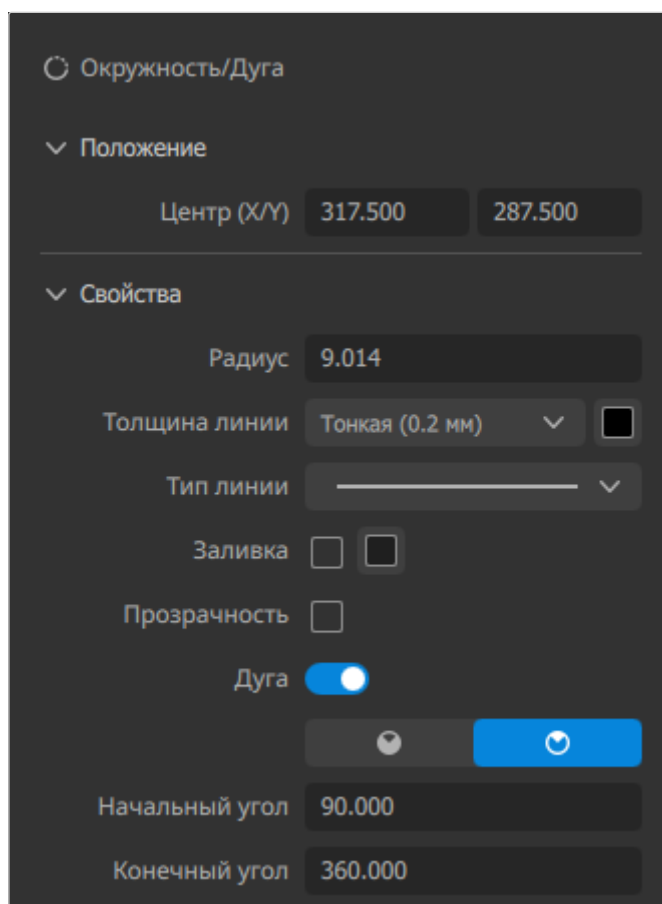 Окружность/Дуга
Положение
Центр (X/Y) 317.500 287.500
Свойства
Радиус 9.014
Толщина линии Тонкая (0.2 мм)
Тип линии
Заливка
Прозрачность
Дуга
Начальный угол 90.000
Конечный угол 360.000